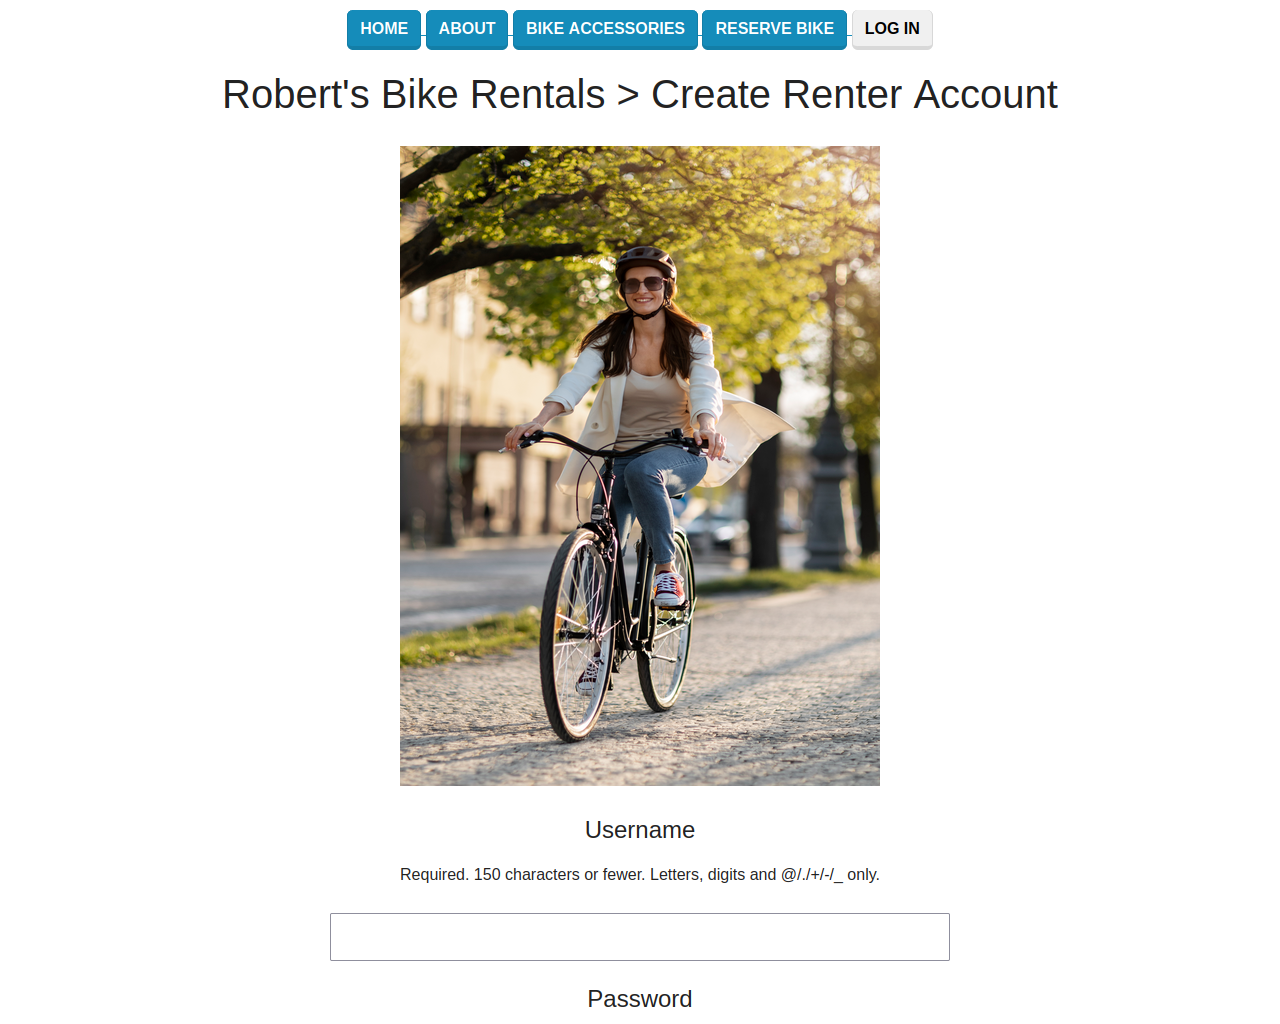 HOME ABOUT BIKE ACCESSORIES RESERVE BIKE LOG IN
Robert's Bike Rentals > Create Renter Account
Username
Required. 150 characters or fewer. Letters, digits and @/./+/-/_ only.
Password